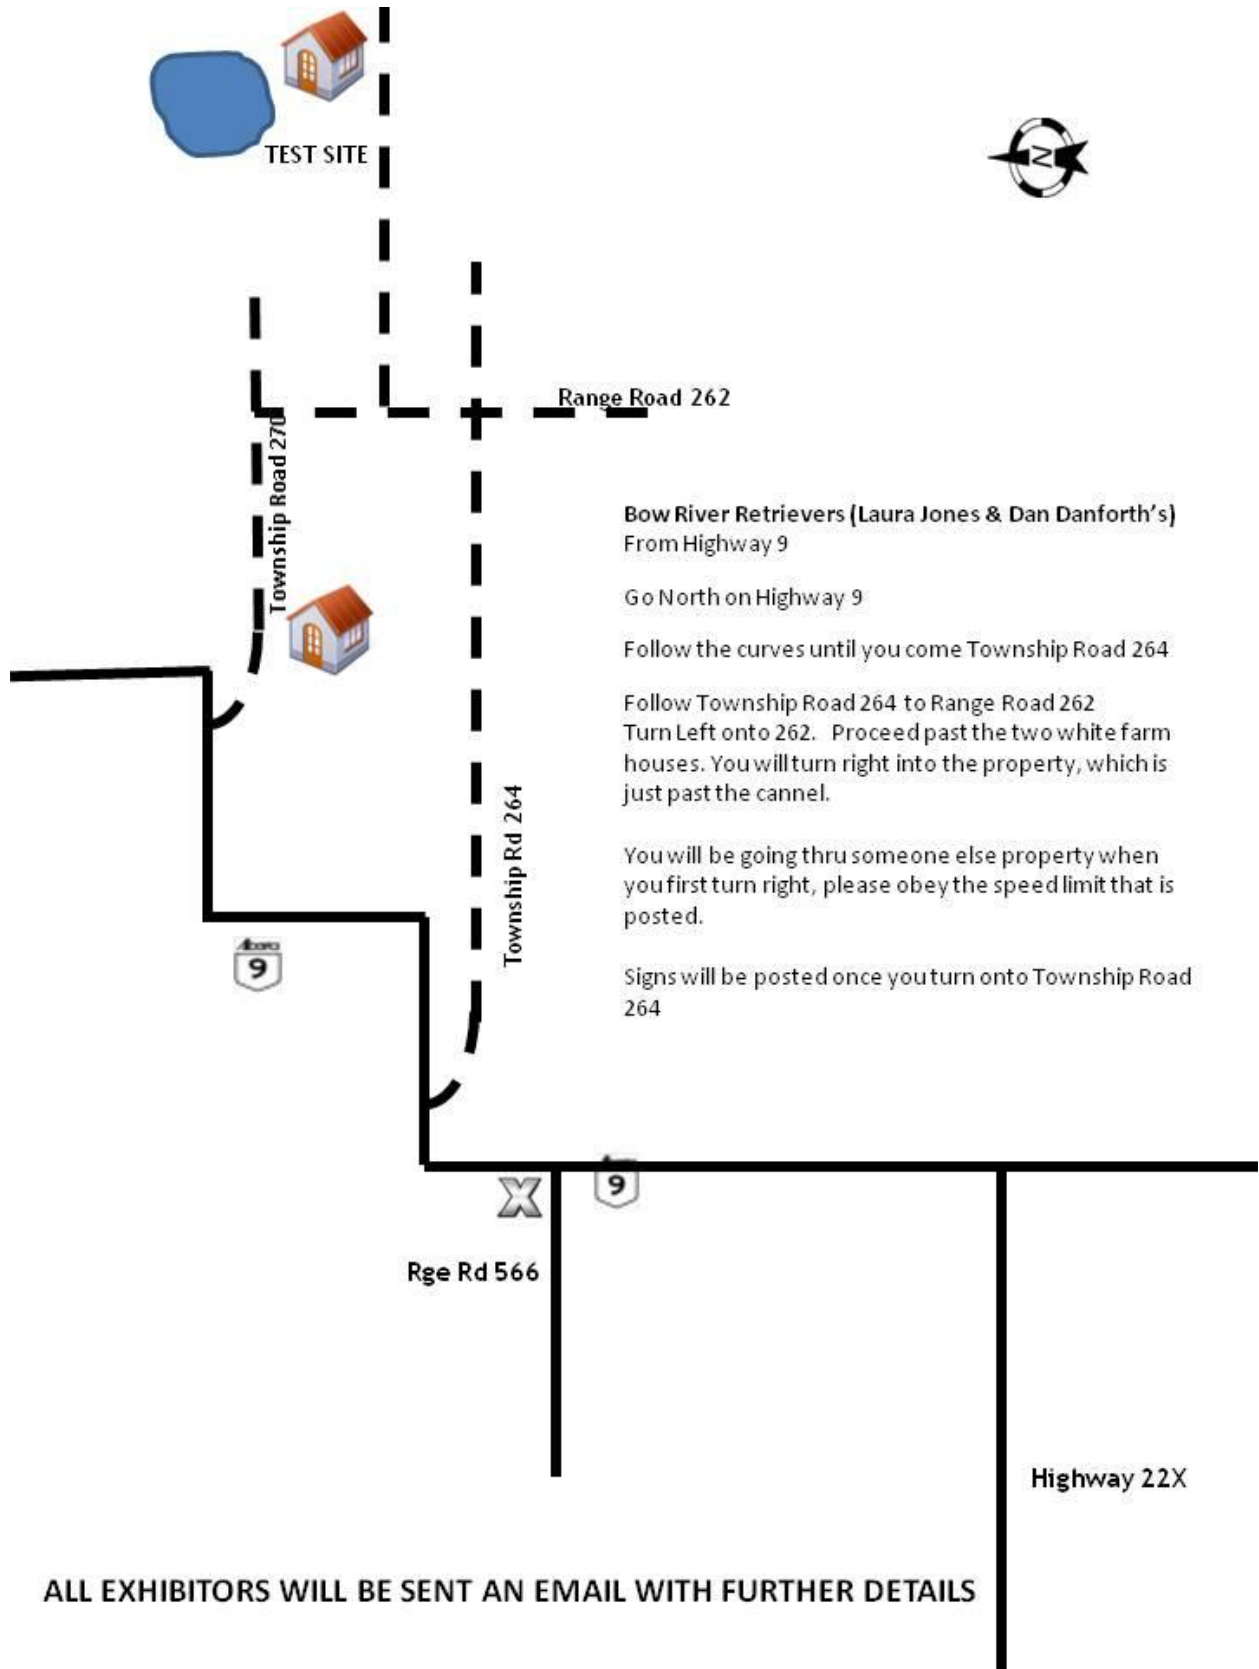 TEST SITE
N
Range Road 262
Township Road 270
Bow River Retrievers (Laura Jones & Dan Danforth's)
From Highway 9
Go North on Highway 9
Follow the curves until you come Township Road 264
Follow Township Road 264 to Range Road 262
Turn Left onto 262. Proceed past the two white farm
houses. You will turn right into the property, which is
just past the cannel.
You will be going thru someone else property when
you first turn right, please obey the speed limit that is
posted.
Signs will be posted once you turn onto Township Road
264
Township Rd 264
Alberta
9
9
X
Rge Rd 566
Highway 22X
ALL EXHIBITORS WILL BE SENT AN EMAIL WITH FURTHER DETAILS